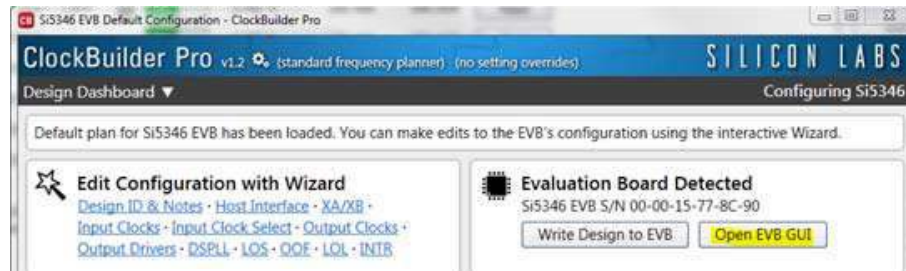 Si5346 EVB Default Configuration - ClockBuilder Pro
ClockBuilder Pro v1.2 (standard frequency planner) (no setting overrides) SILICON LABS
Design Dashboard ▼ Configuring Si5346
Default plan for Si5346 EVB has been loaded. You can make edits to the EVB's configuration using the interactive Wizard.
Edit Configuration with Wizard
Design ID & Notes · Host Interface · XA/XB ·
Input Clocks · Input Clock Select · Output Clocks ·
Output Drivers · DSPLL · LOS · OOF · LOL · INTR
Evaluation Board Detected
Si5346 EVB S/N 00-00-15-77-8C-90
Write Design to EVB Open EVB GUI